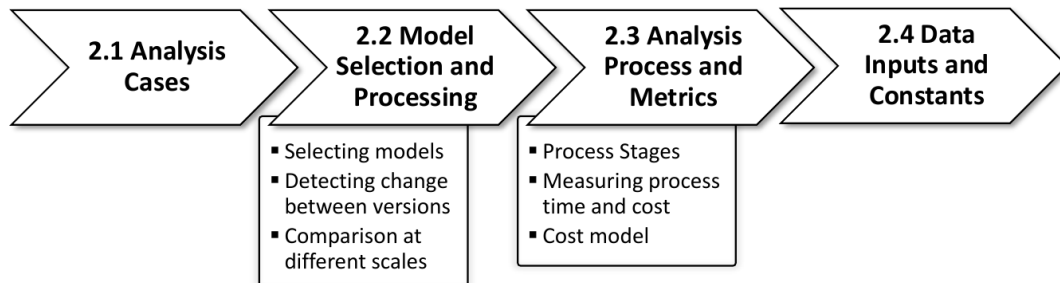 2.1 Analysis
Cases
2.2 Model
Selection and
Processing
▪ Selecting models
▪ Detecting change
between versions
▪ Comparison at
different scales
2.3 Analysis
Process and
Metrics
▪ Process Stages
▪ Measuring process
time and cost
▪ Cost model
2.4 Data
Inputs and
Constants